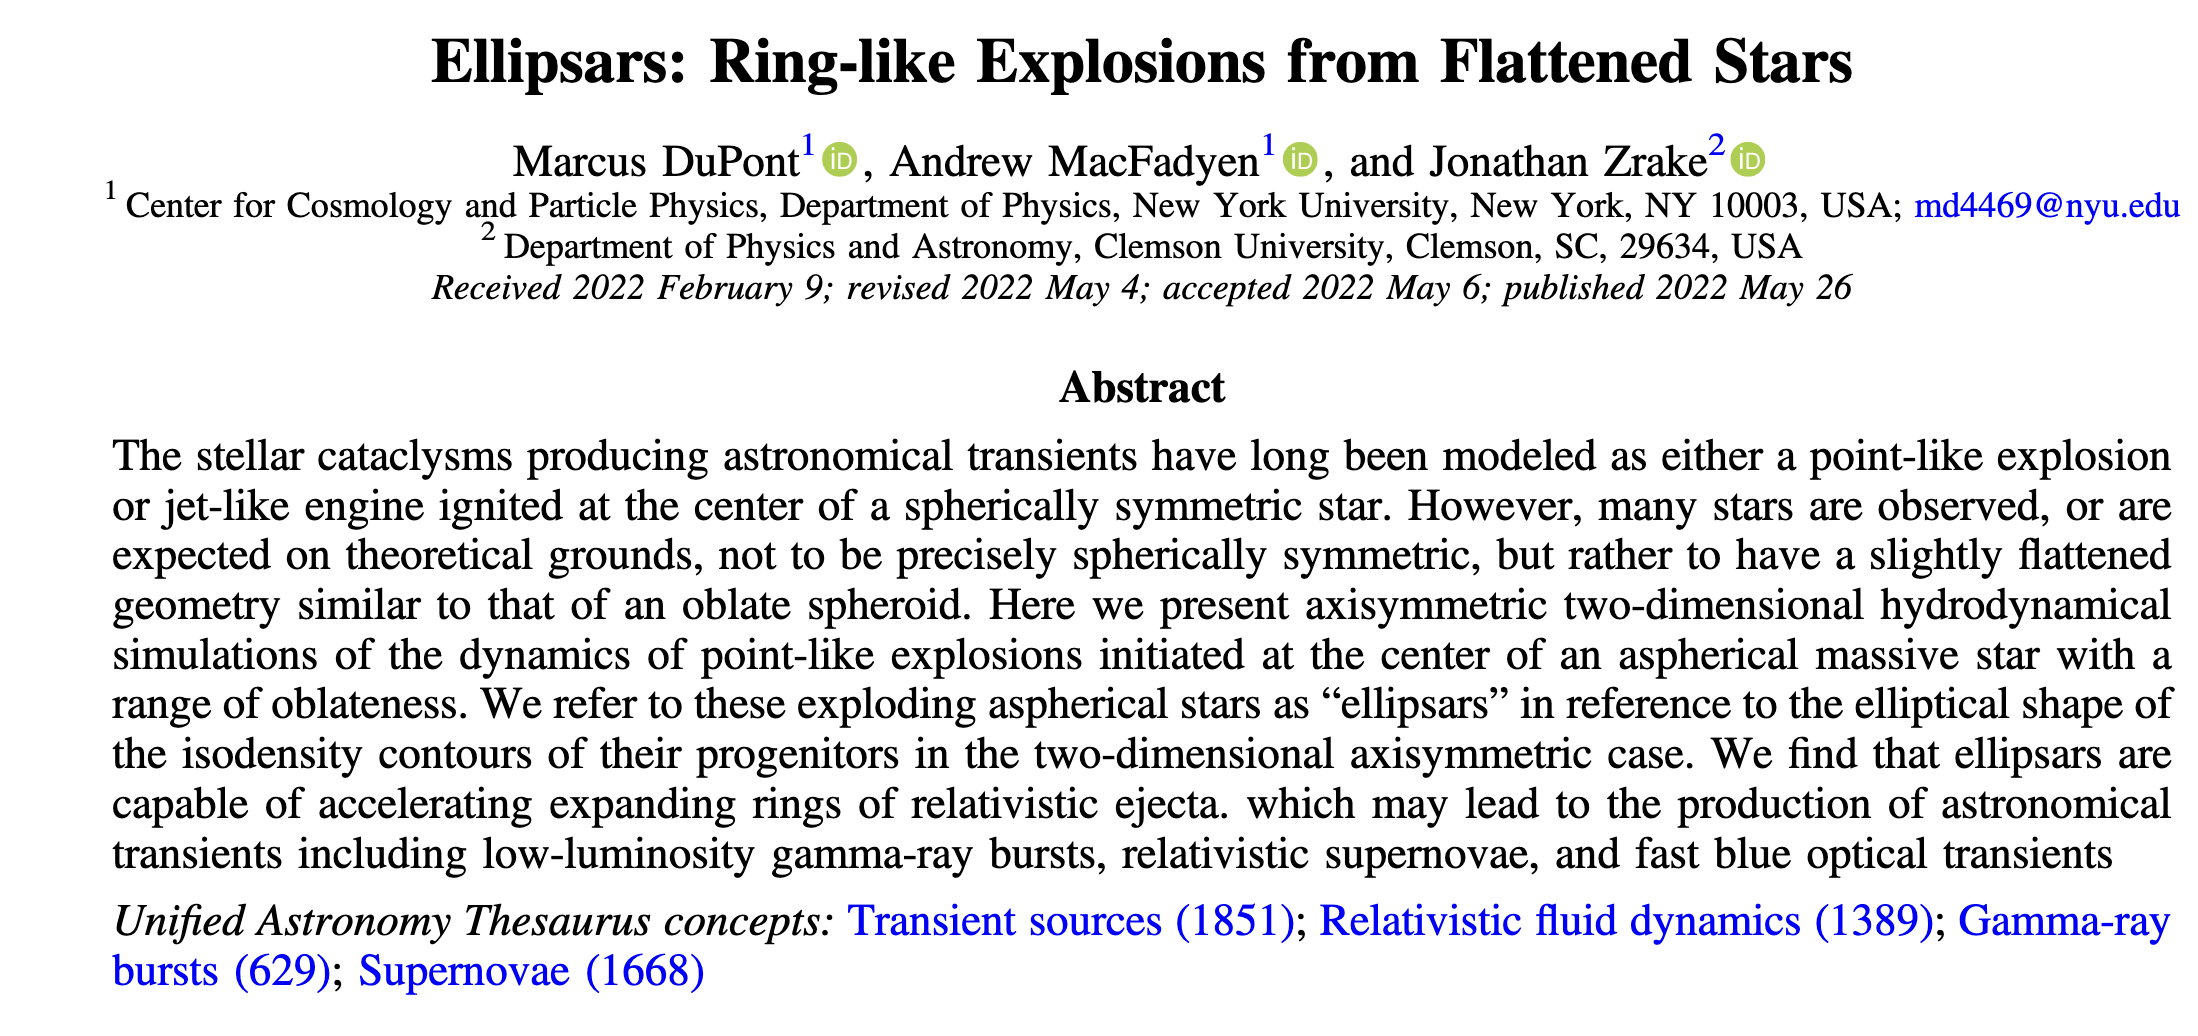 Ellipsars: Ring-like Explosions from Flattened Stars
Marcus DuPont1 iD, Andrew MacFadyen1 iD, and Jonathan Zrake2 iD
1 Center for Cosmology and Particle Physics, Department of Physics, New York University, New York, NY 10003, USA; md4469@nyu.edu
2 Department of Physics and Astronomy, Clemson University, Clemson, SC, 29634, USA
Received 2022 February 9; revised 2022 May 4; accepted 2022 May 6; published 2022 May 26
Abstract
The stellar cataclysms producing astronomical transients have long been modeled as either a point-like explosion
or jet-like engine ignited at the center of a spherically symmetric star. However, many stars are observed, or are
expected on theoretical grounds, not to be precisely spherically symmetric, but rather to have a slightly flattened
geometry similar to that of an oblate spheroid. Here we present axisymmetric two-dimensional hydrodynamical
simulations of the dynamics of point-like explosions initiated at the center of an aspherical massive star with a
range of oblateness. We refer to these exploding aspherical stars as “ellipsars” in reference to the elliptical shape of
the isodensity contours of their progenitors in the two-dimensional axisymmetric case. We find that ellipsars are
capable of accelerating expanding rings of relativistic ejecta. which may lead to the production of astronomical
transients including low-luminosity gamma-ray bursts, relativistic supernovae, and fast blue optical transients
Unified Astronomy Thesaurus concepts: Transient sources (1851); Relativistic fluid dynamics (1389); Gamma-ray
bursts (629); Supernovae (1668)